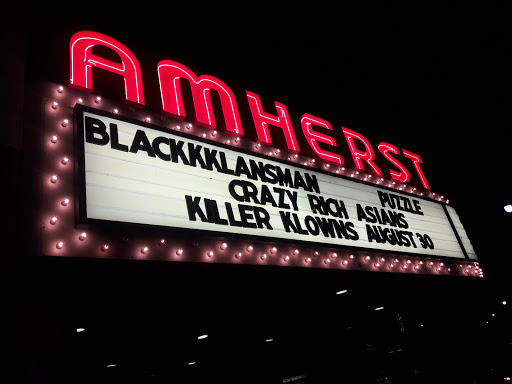 AMHERST
BLACKKKLANSMAN PUZZLE
CRAZY RICH ASIANS
KILLER KLOWNS AUGUST 30